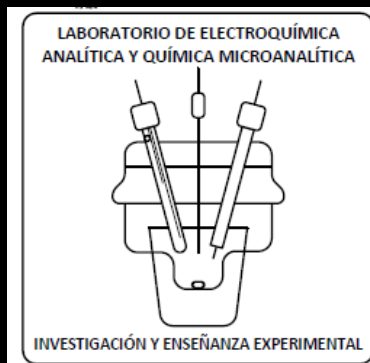 LABORATORIO DE ELECTROQUÍMICA
ANALÍTICA Y QUÍMICA MICROANALÍTICA
INVESTIGACIÓN Y ENSEÑANZA EXPERIMENTAL